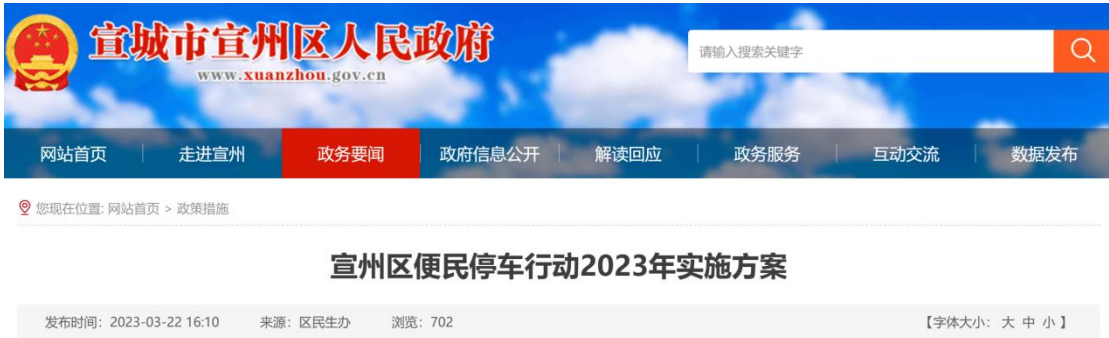 宣城市宣州区人民政府
www.xuanzhou.gov.cn
请输入搜索关键字
网站首页 走进宣州 政务要闻 政府信息公开 解读回应 政务服务 互动交流 数据发布
您现在位置: 网站首页 > 政策措施
宣州区便民停车行动2023年实施方案
发布时间：2023-03-22 16:10 来源：区民生办 浏览：702 【字体大小：大 中 小】